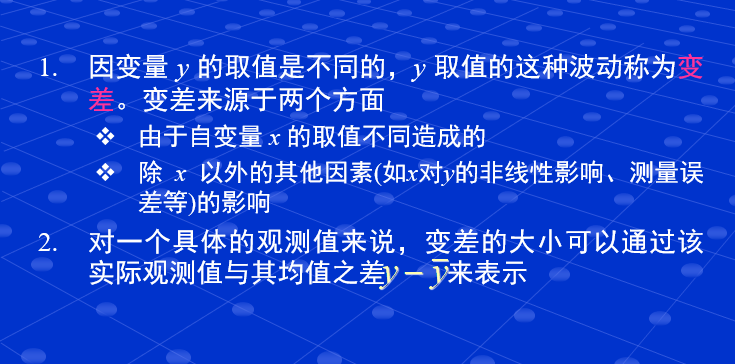 1. 因变量 y 的取值是不同的，y 取值的这种波动称为变
差。变差来源于两个方面
❖ 由于自变量 x 的取值不同造成的
❖ 除 x 以外的其他因素(如x对y的非线性影响、测量误
差等)的影响
2. 对一个具体的观测值来说，变差的大小可以通过该
实际观测值与其均值之差y − ȳ来表示